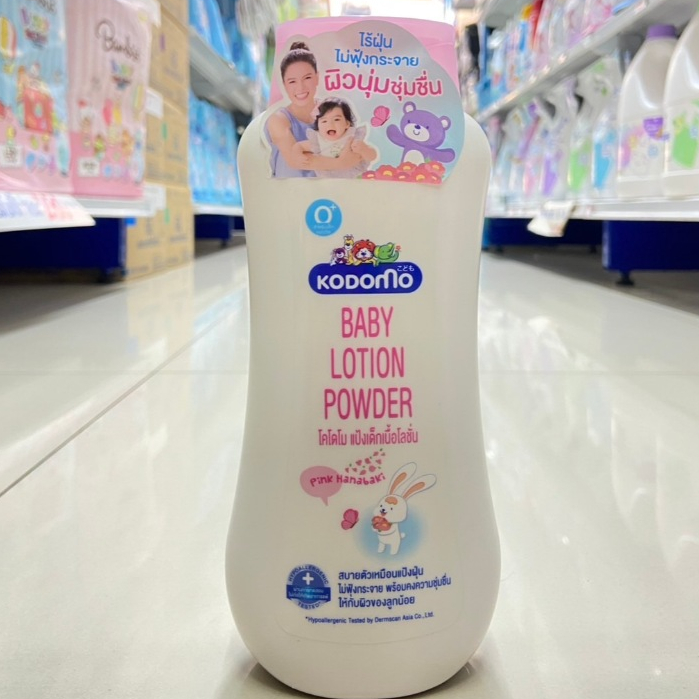 ไร้ฝุ่น
ไม่ฟุ้งกระจาย
ผิวนุ่มชุ่มชื่น
0+
こども
KODOMO
BABY
LOTION
POWDER
โคโดโม แป้งเด็กเนื้อโลชั่น
Pink Hanabaki
HYPOALLERGENIC
TESTED
สบายตัวเหมือนแป้งฝุ่น
ไม่ฟุ้งกระจาย พร้อมคงความชุ่มชื่น
ให้กับผิวของลูกน้อย
*Hypoallergenic Tested by Dermscan Asia Co.,Ltd.